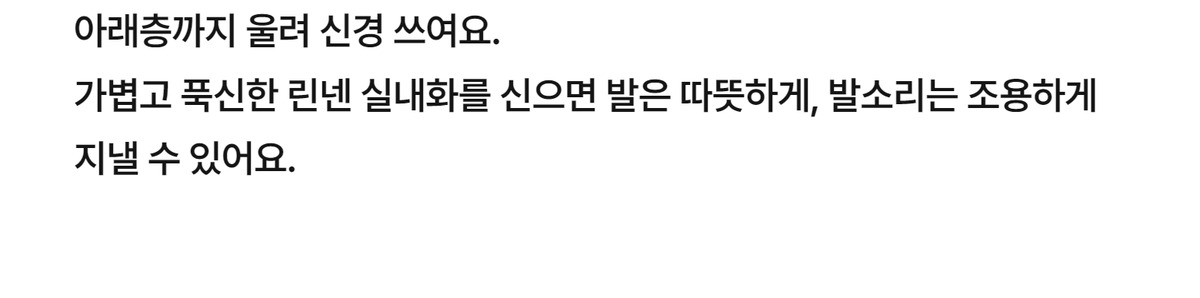 아래층까지 울려 신경 쓰여요.
가볍고 푹신한 린넨 실내화를 신으면 발은 따뜻하게, 발소리는 조용하게
지낼 수 있어요.